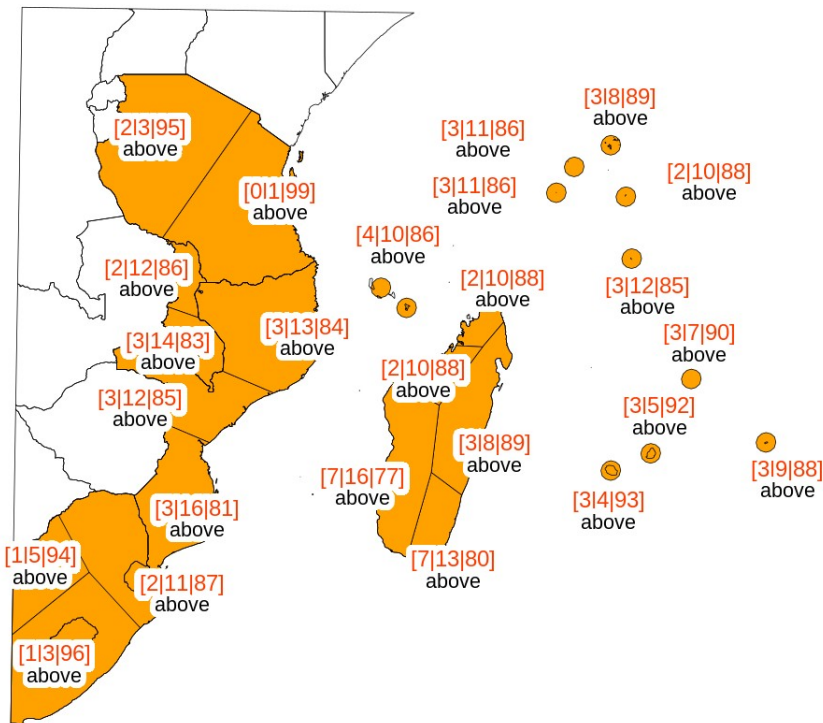 [3|8|89]
above
[2|3|95]
above
[3|11|86]
above
[2|10|88]
above
[0|1|99]
above
[3|11|86]
above
[4|10|86]
above
[2|12|86]
above
[2|10|88]
above
[3|12|85]
above
[3|13|84]
above
[3|14|83]
above
[3|7|90]
above
[2|10|88]
above
[3|12|85]
above
[3|5|92]
above
[3|8|89]
above
[3|9|88]
above
[7|16|77]
above
[3|4|93]
above
[3|16|81]
above
[1|5|94]
above
[7|13|80]
above
[2|11|87]
above
[1|3|96]
above